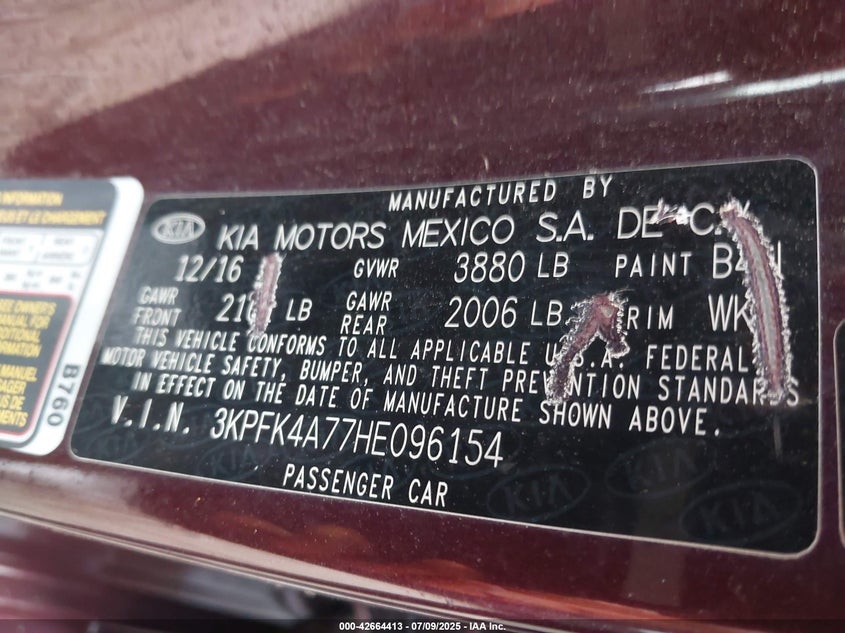 INFORMATION
B760
MANUFACTURED BY
KIA
KIA MOTORS MEXICO S.A. DE C.V
12/16 GVWR 3880 LB PAINT
GAWR FRONT LB GAWR REAR 2006 LB TRIM
THIS VEHICLE CONFORMS TO ALL APPLICABLE U.S.A. FEDERAL
MOTOR VEHICLE SAFETY, BUMPER, AND THEFT PREVENTION STANDARDS
IN EFFECT ON THE DATE OF MANUFACTURE SHOWN ABOVE.
V.I.N. 3KPFK4A77HE096154
PASSENGER CAR
000-42664413 - 07/09/2025 - IAA Inc.